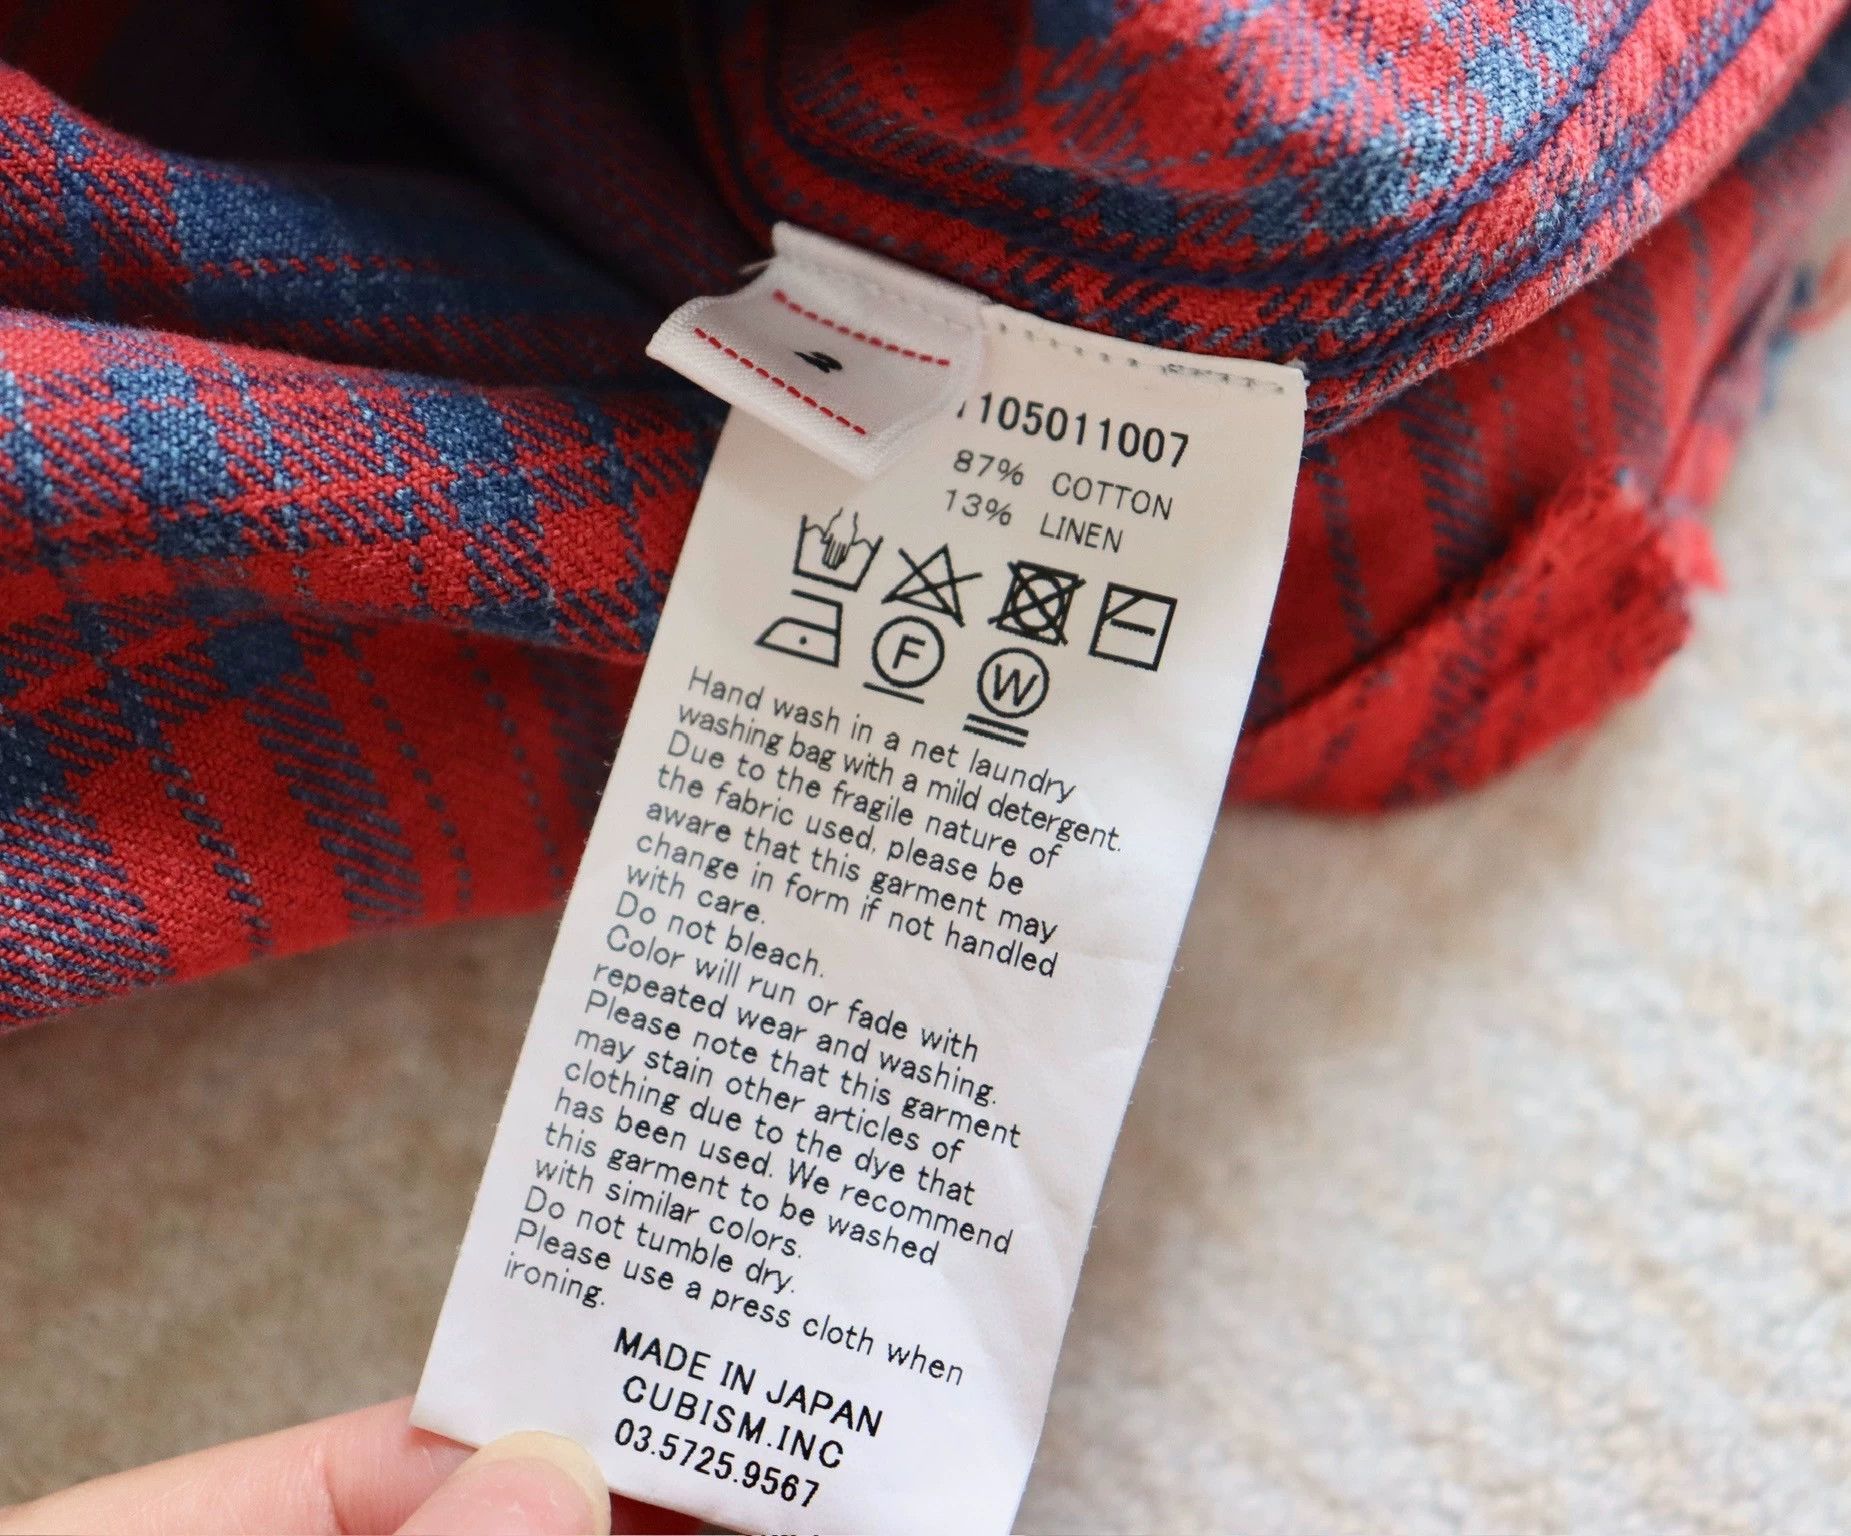 1105011007
87% COTTON
13% LINEN
F
W
Hand wash in a net laundry
washing bag with a mild detergent.
Due to the fragile nature of
the fabric used, please be
aware that this garment may
change in form if not handled
with care.
Do not bleach.
Color will run or fade with
repeated wear and washing.
Please note that this garment
may stain other articles of
clothing due to the dye that
has been used. We recommend
this garment to be washed
with similar colors.
Do not tumble dry.
Please use a press cloth when
ironing.
MADE IN JAPAN
CUBISM.INC
03.5725.9567